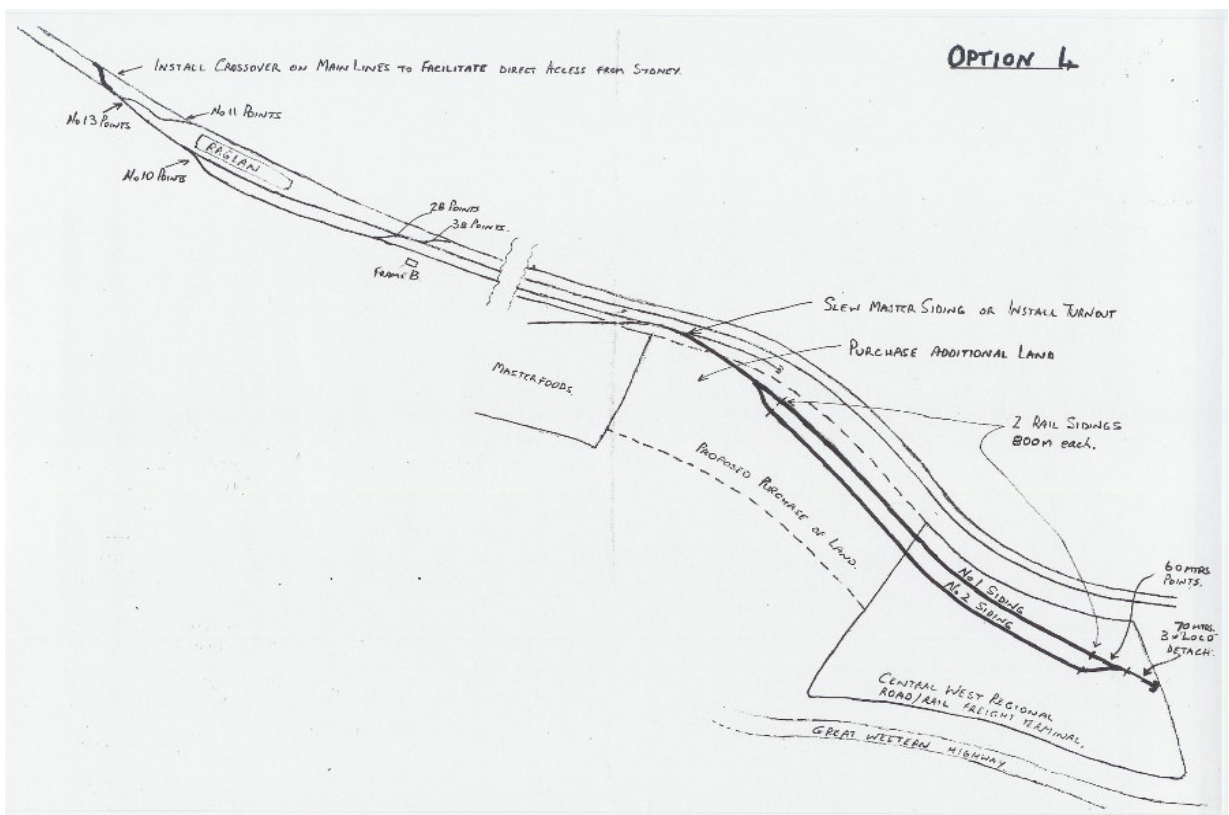 OPTION 4
INSTALL CROSSOVER ON MAIN LINES TO FACILITATE DIRECT ACCESS FROM SYDNEY.
No 11 POINTS
No 13 POINTS
RAGLAN
No 10 POINTS
2B POINTS
3B POINTS.
FRAME B
SLEW MASTER SIDING OR INSTALL TURNOUT
PURCHASE ADDITIONAL LAND
MASTERFOODS.
2 RAIL SIDINGS
800m each.
PROPOSED PURCHASE OF LAND.
No 1 SIDING
No 2 SIDING
60 MTRS
POINTS.
70 MTRS.
3 x LOCO
DETACH.
CENTRAL WEST REGIONAL
ROAD/RAIL FREIGHT TERMINAL.
GREAT WESTERN HIGHWAY